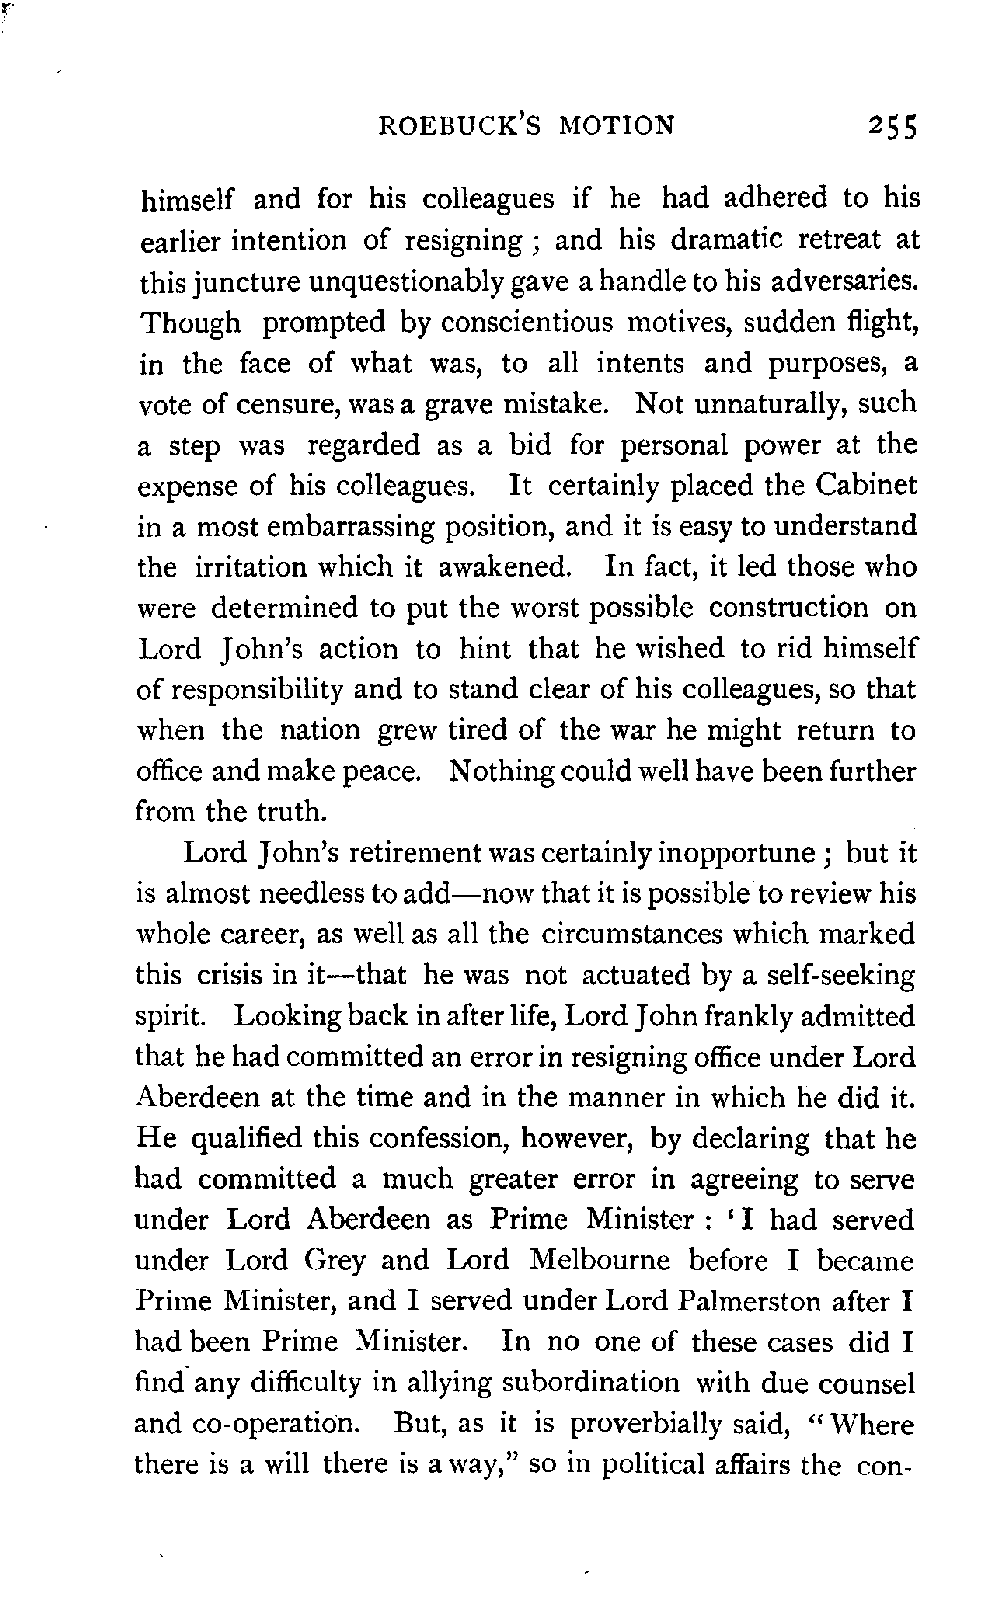 ROEBUCK'S MOTION 255
himself and for his colleagues if he had adhered to his
earlier intention of resigning ; and his dramatic retreat at
this juncture unquestionably gave a handle to his adversaries.
Though prompted by conscientious motives, sudden flight,
in the face of what was, to all intents and purposes, a
vote of censure, was a grave mistake. Not unnaturally, such
a step was regarded as a bid for personal power at the
expense of his colleagues. It certainly placed the Cabinet
in a most embarrassing position, and it is easy to understand
the irritation which it awakened. In fact, it led those who
were determined to put the worst possible construction on
Lord John's action to hint that he wished to rid himself
of responsibility and to stand clear of his colleagues, so that
when the nation grew tired of the war he might return to
office and make peace. Nothing could well have been further
from the truth.
Lord John's retirement was certainly inopportune ; but it
is almost needless to add—now that it is possible to review his
whole career, as well as all the circumstances which marked
this crisis in it—that he was not actuated by a self-seeking
spirit. Looking back in after life, Lord John frankly admitted
that he had committed an error in resigning office under Lord
Aberdeen at the time and in the manner in which he did it.
He qualified this confession, however, by declaring that he
had committed a much greater error in agreeing to serve
under Lord Aberdeen as Prime Minister : 'I had served
under Lord Grey and Lord Melbourne before I became
Prime Minister, and I served under Lord Palmerston after I
had been Prime Minister. In no one of these cases did I
find any difficulty in allying subordination with due counsel
and co-operation. But, as it is proverbially said, "Where
there is a will there is a way," so in political affairs the con-